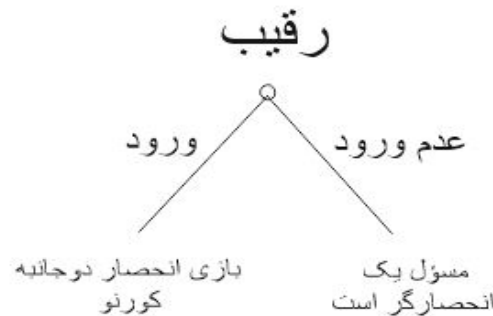 رقیب
عدم ورود
ورود
مسؤل یک
انحصارگر است
بازی انحصار دوجانبه
کورنو